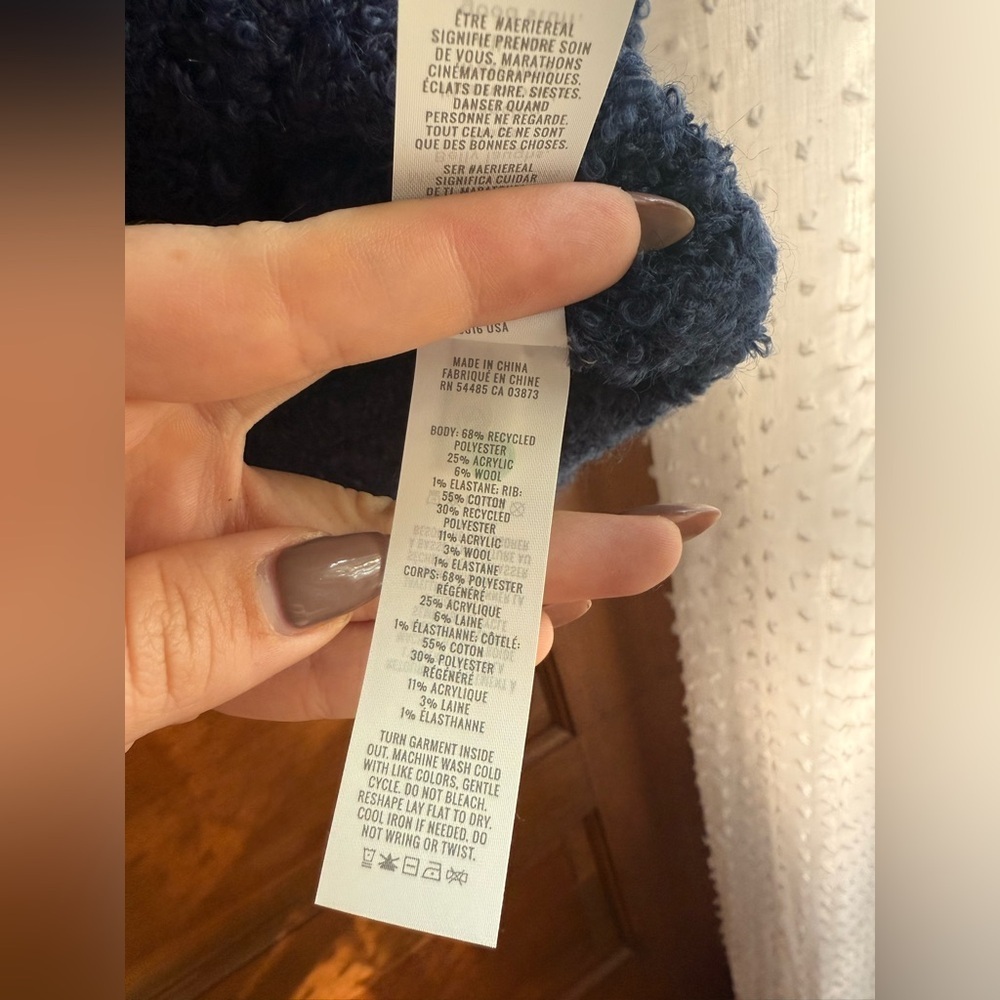 ÊTRE #AERIEREAL
SIGNIFIE PRENDRE SOIN
DE VOUS. MARATHONS
CINÉMATOGRAPHIQUES.
ÉCLATS DE RIRE. SIESTES.
DANSER QUAND
PERSONNE NE REGARDE.
TOUT CELA, CE NE SONT
QUE DES BONNES CHOSES.
SER #AERIEREAL
SIGNIFICA CUIDAR
DE TI.
USA
MADE IN CHINA
FABRIQUÉ EN CHINE
RN 54485 CA 03873
BODY: 68% RECYCLED
POLYESTER
25% ACRYLIC
6% WOOL
1% ELASTANE; RIB:
55% COTTON
30% RECYCLED
POLYESTER
11% ACRYLIC
3% WOOL
1% ELASTANE
CORPS: 68% POLYESTER
RÉGÉNÉRÉ
25% ACRYLIQUE
6% LAINE
1% ÉLASTHANNE; CÔTELÉ:
55% COTON
30% POLYESTER
RÉGÉNÉRÉ
11% ACRYLIQUE
3% LAINE
1% ÉLASTHANNE
TURN GARMENT INSIDE
OUT. MACHINE WASH COLD
WITH LIKE COLORS, GENTLE
CYCLE. DO NOT BLEACH.
RESHAPE LAY FLAT TO DRY.
COOL IRON IF NEEDED. DO
NOT WRING OR TWIST.